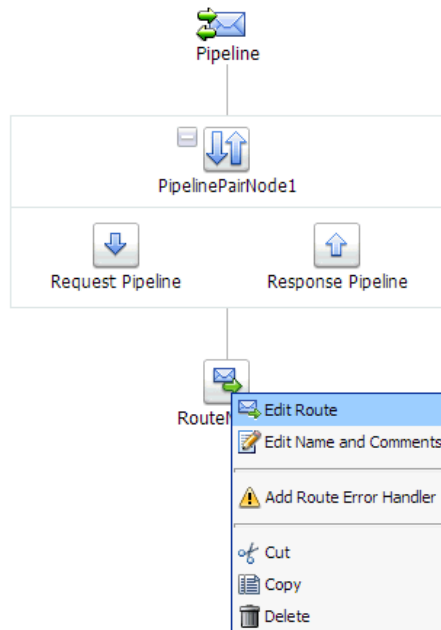 Pipeline
PipelinePairNode1
Request Pipeline
Response Pipeline
Edit Route
Edit Name and Comments
Add Route Error Handler
Cut
Copy
Delete